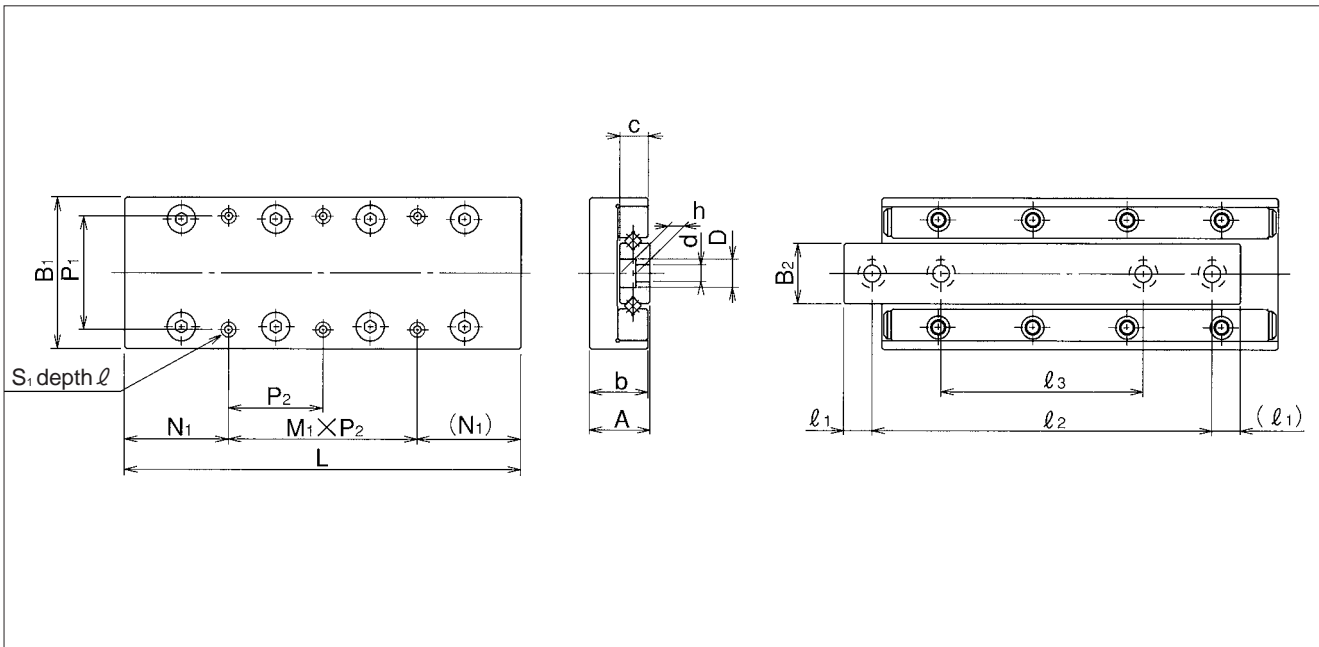 B₁
P₁
S₁ depth ℓ
P₂
N₁
M₁×P₂
(N₁)
L
c
h
d
D
b
A
B₂
ℓ₃
ℓ₁
ℓ₂
(ℓ₁)